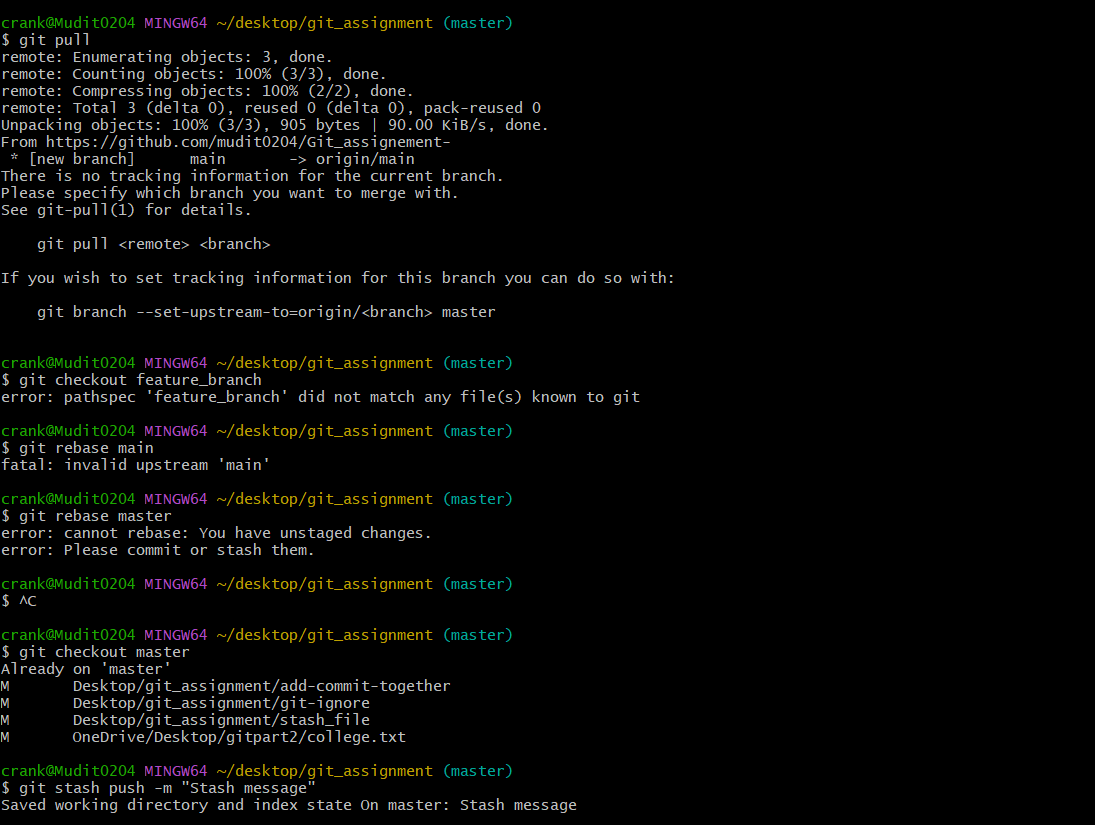 crank@Mudit0204 MINGW64 ~/desktop/git_assignment (master)
$ git pull
remote: Enumerating objects: 3, done.
remote: Counting objects: 100% (3/3), done.
remote: Compressing objects: 100% (2/2), done.
remote: Total 3 (delta 0), reused 0 (delta 0), pack-reused 0
Unpacking objects: 100% (3/3), 905 bytes | 90.00 KiB/s, done.
From https://github.com/mudit0204/Git_assignement-
 * [new branch]      main       -> origin/main
There is no tracking information for the current branch.
Please specify which branch you want to merge with.
See git-pull(1) for details.

    git pull <remote> <branch>

If you wish to set tracking information for this branch you can do so with:

    git branch --set-upstream-to=origin/<branch> master

crank@Mudit0204 MINGW64 ~/desktop/git_assignment (master)
$ git checkout feature_branch
error: pathspec 'feature_branch' did not match any file(s) known to git

crank@Mudit0204 MINGW64 ~/desktop/git_assignment (master)
$ git rebase main
fatal: invalid upstream 'main'

crank@Mudit0204 MINGW64 ~/desktop/git_assignment (master)
$ git rebase master
error: cannot rebase: You have unstaged changes.
error: Please commit or stash them.

crank@Mudit0204 MINGW64 ~/desktop/git_assignment (master)
$ ^C

crank@Mudit0204 MINGW64 ~/desktop/git_assignment (master)
$ git checkout master
Already on 'master'
M       Desktop/git_assignment/add-commit-together
M       Desktop/git_assignment/git-ignore
M       Desktop/git_assignment/stash_file
M       OneDrive/Desktop/gitpart2/college.txt

crank@Mudit0204 MINGW64 ~/desktop/git_assignment (master)
$ git stash push -m "Stash message"
Saved working directory and index state On master: Stash message